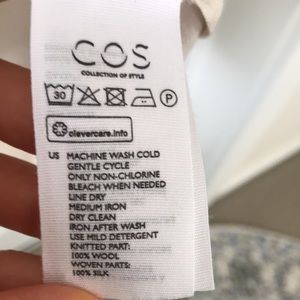 COS
COLLECTION OF STYLE
30 P
clevercare.info
US MACHINE WASH COLD
GENTLE CYCLE
ONLY NON-CHLORINE
BLEACH WHEN NEEDED
LINE DRY
MEDIUM IRON
DRY CLEAN
IRON AFTER WASH
USE MILD DETERGENT
KNITTED PART:
100% WOOL
WOVEN PARTS:
100% SILK